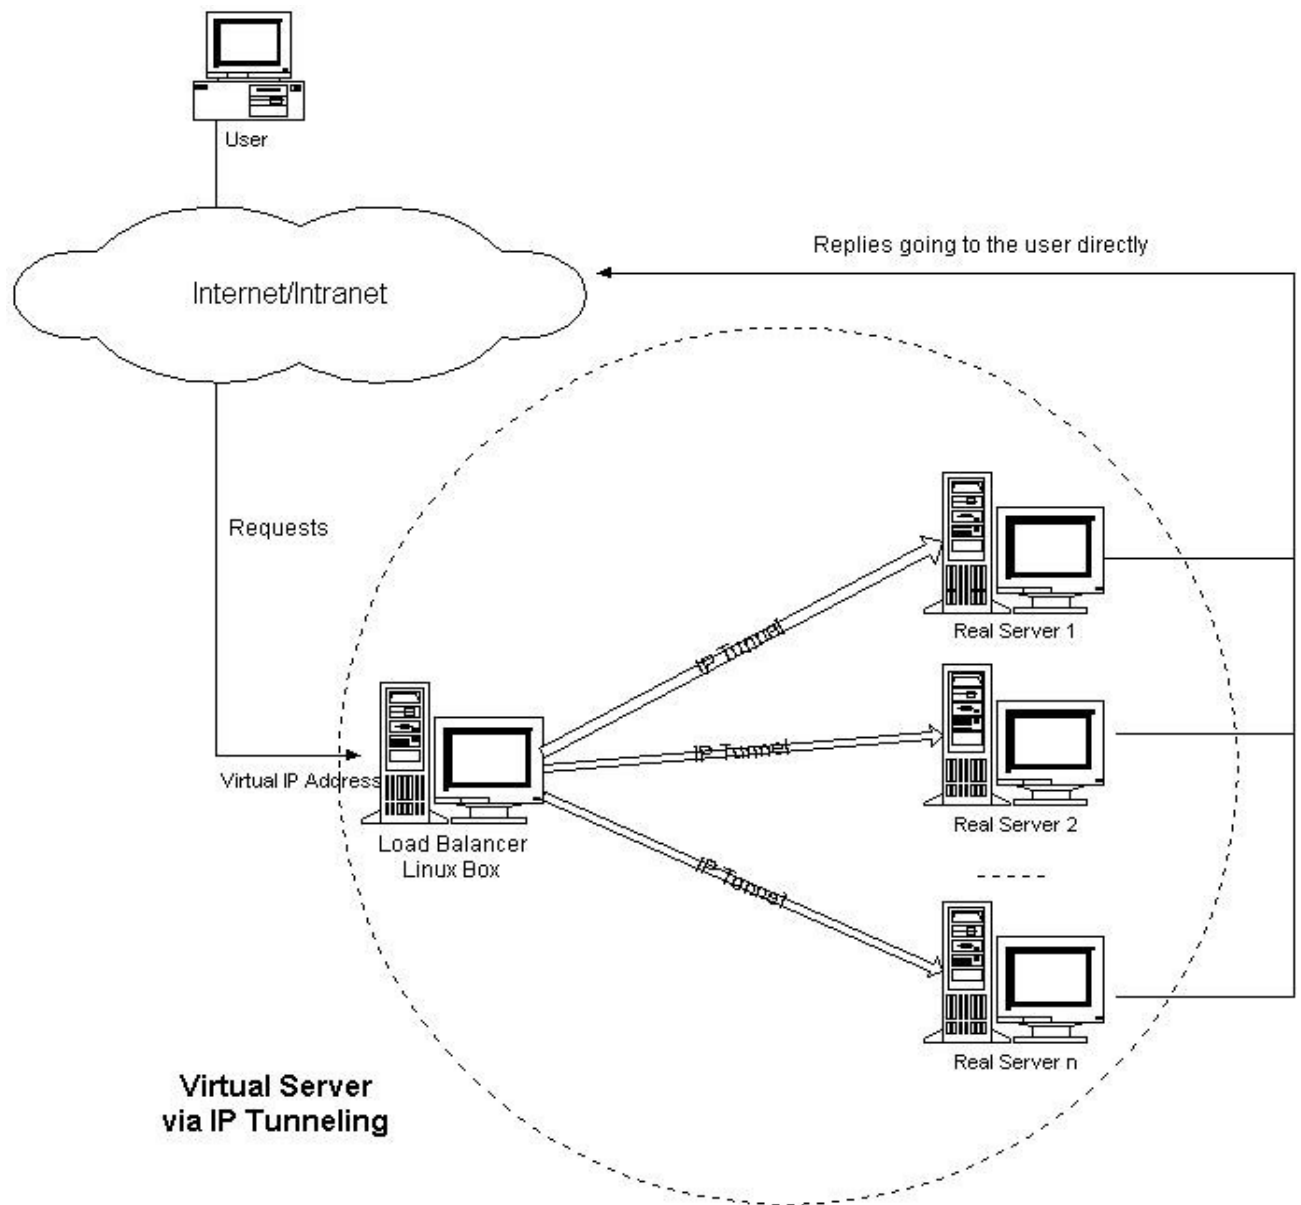 User
Internet/Intranet
Replies going to the user directly
Requests
IP Tunnel
Real Server 1
IP Tunnel
Virtual IP Address
Real Server 2
Load Balancer
Linux Box
IP Tunnel
Real Server n
Virtual Server
via IP Tunneling